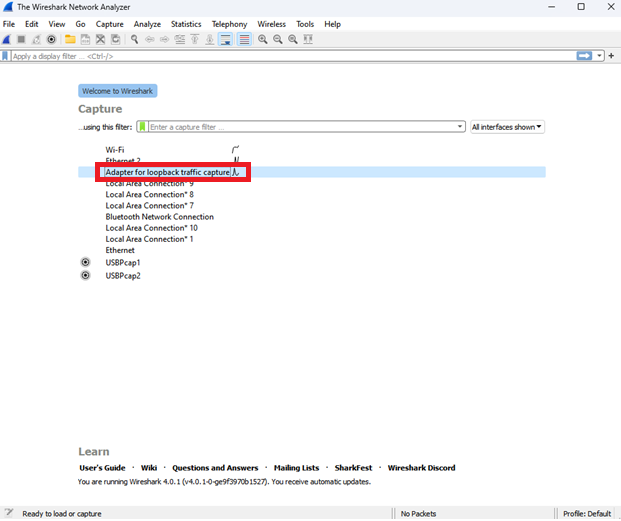 The Wireshark Network Analyzer
File Edit View Go Capture Analyze Statistics Telephony Wireless Tools Help
Apply a display filter ... <Ctrl-/>
Welcome to Wireshark
Capture
...using this filter: Enter a capture filter ... All interfaces shown
Wi-Fi
Ethernet 2
Adapter for loopback traffic capture
Local Area Connection* 9
Local Area Connection* 8
Local Area Connection* 7
Bluetooth Network Connection
Local Area Connection* 10
Local Area Connection* 1
Ethernet
USBPcap1
USBPcap2
Learn
User's Guide · Wiki · Questions and Answers · Mailing Lists · SharkFest · Wireshark Discord
You are running Wireshark 4.0.1 (v4.0.1-0-ge9f3970b1527). You receive automatic updates.
Ready to load or capture No Packets Profile: Default